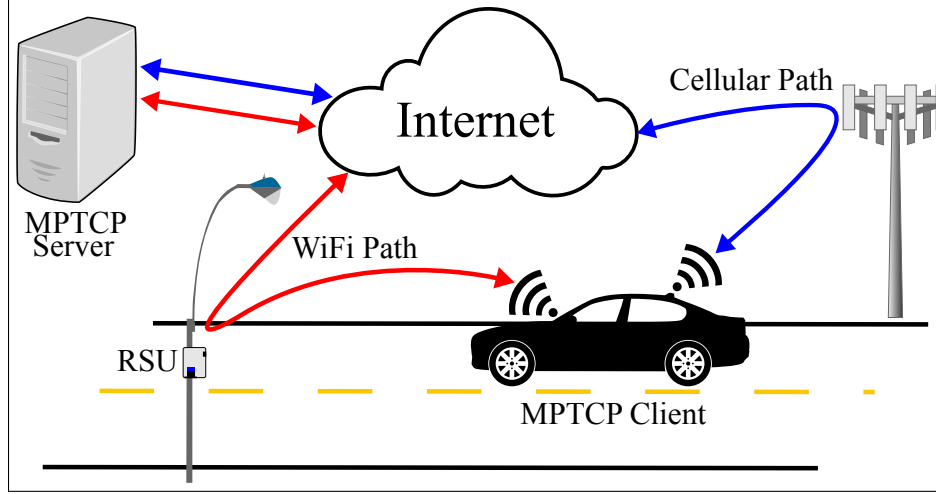 Cellular Path
Internet
MPTCP
Server
WiFi Path
RSU
MPTCP Client